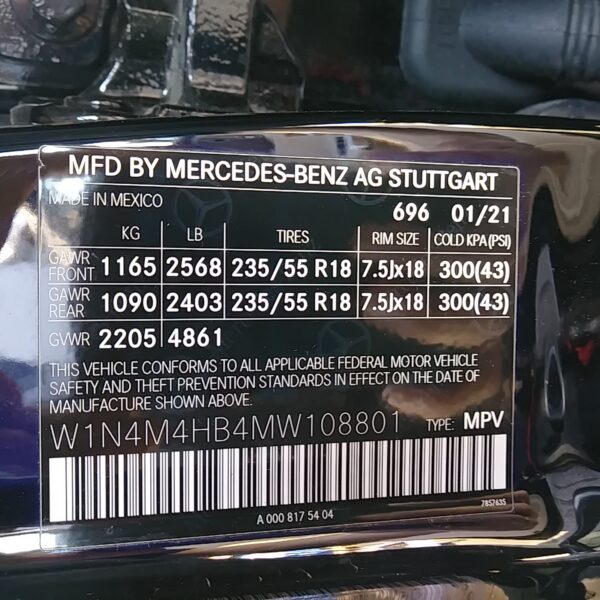 MFD BY MERCEDES-BENZ AG STUTTGART
MADE IN MEXICO 696 01/21
KG LB TIRES RIM SIZE COLD KPA(PSI)
GAWR FRONT 1165 2568 235/55 R18 7.5Jx18 300(43)
GAWR REAR 1090 2403 235/55 R18 7.5Jx18 300(43)
GVWR 2205 4861
THIS VEHICLE CONFORMS TO ALL APPLICABLE FEDERAL MOTOR VEHICLE
SAFETY AND THEFT PREVENTION STANDARDS IN EFFECT ON THE DATE OF
MANUFACTURE SHOWN ABOVE.
W1N4M4HB4MW108801 TYPE: MPV
7857635
A 000 817 54 04